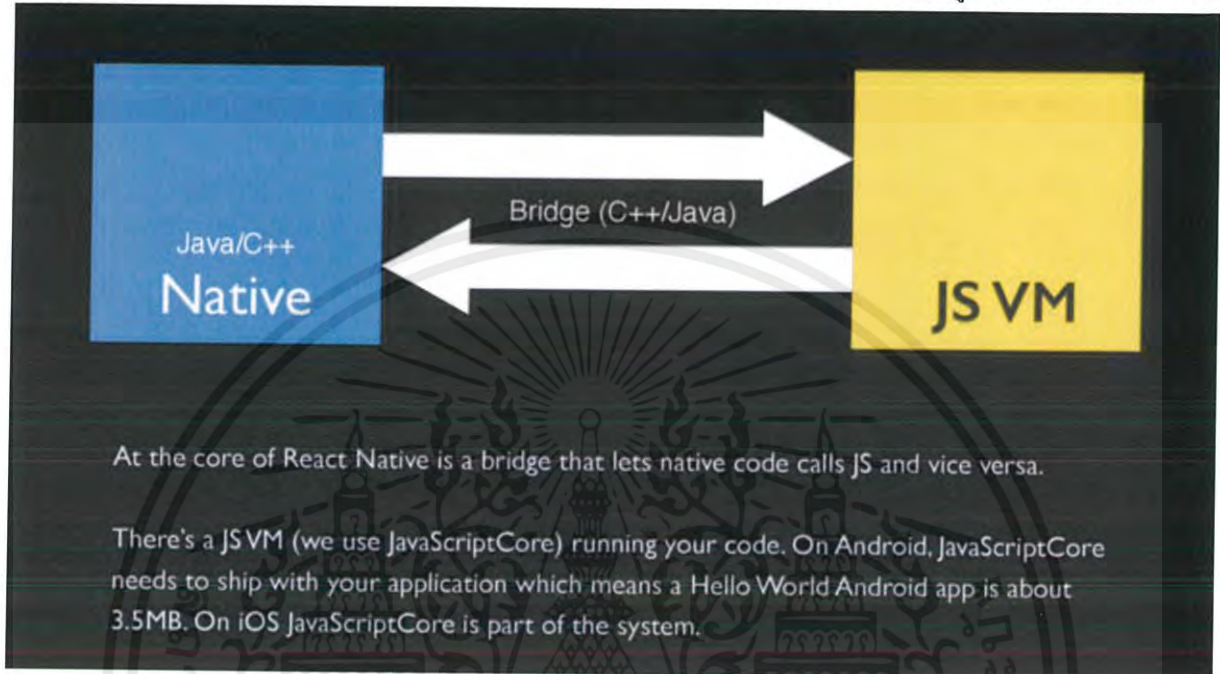 Bridge (C++/Java)
Java/C++
Native
JS VM
At the core of React Native is a bridge that lets native code calls JS and vice versa.
There's a JS VM (we use JavaScriptCore) running your code. On Android, JavaScriptCore
needs to ship with your application which means a Hello World Android app is about
3.5MB. On iOS JavaScriptCore is part of the system.